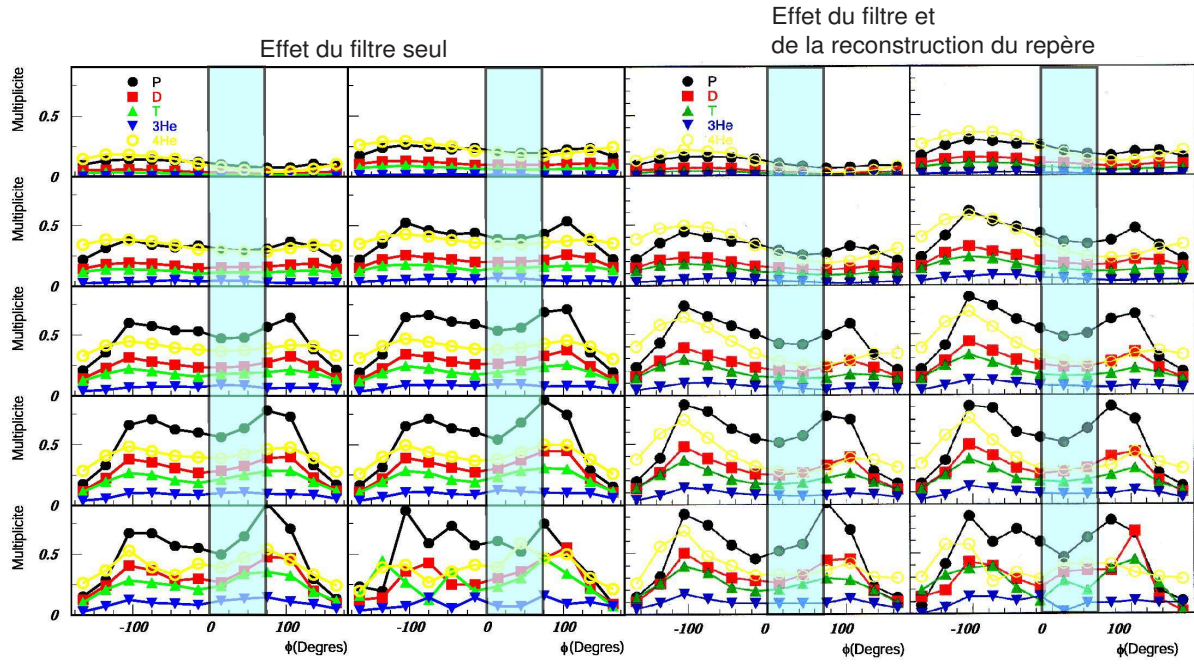 Effet du filtre seul
Effet du filtre et
de la reconstruction du repère
Multiplicite
0.5
0
P
D
T
3He
4He
P
D
T
3He
4He
Multiplicite
0.5
0
Multiplicite
0.5
0
Multiplicite
0.5
0
Multiplicite
0.5
-100 0 100
ϕ(Degres)
-100 0 100
ϕ(Degres)
-100 0 100
ϕ(Degres)
-100 0 100
ϕ(Degres)